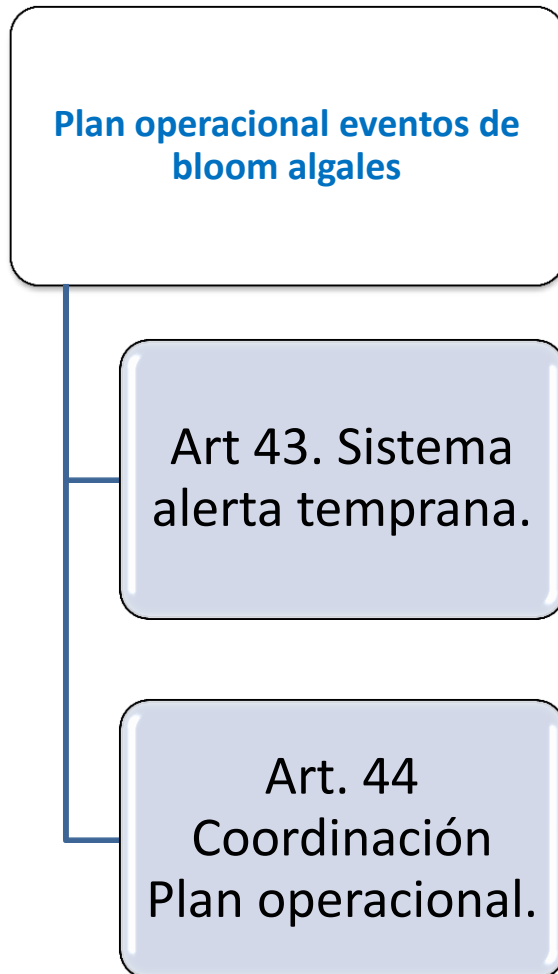 Plan operacional eventos de
bloom algales
Art 43. Sistema
alerta temprana.
Art. 44
Coordinación
Plan operacional.